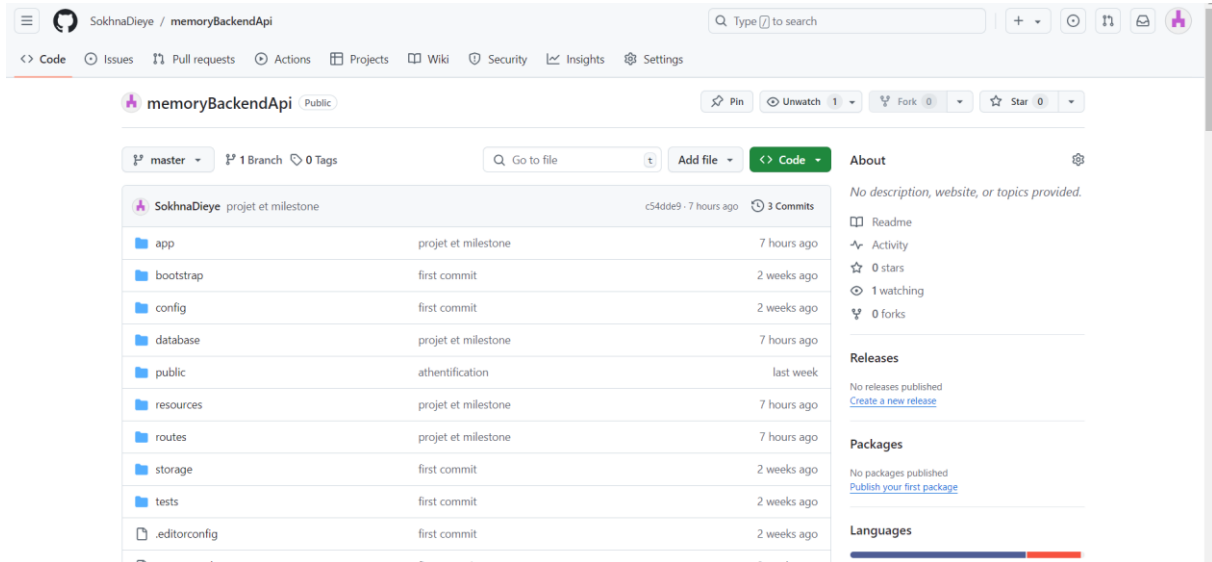 SokhnaDieye / memoryBackendApi
Type / to search
Code Issues Pull requests Actions Projects Wiki Security Insights Settings
memoryBackendApi Public
Pin Unwatch 1 Fork 0 Star 0
master 1 Branch 0 Tags Go to file t Add file Code
SokhnaDieye projet et milestone c54dde9 · 7 hours ago 3 Commits
app projet et milestone 7 hours ago
bootstrap first commit 2 weeks ago
config first commit 2 weeks ago
database projet et milestone 7 hours ago
public athentification last week
resources projet et milestone 7 hours ago
routes projet et milestone 7 hours ago
storage first commit 2 weeks ago
tests first commit 2 weeks ago
.editorconfig first commit 2 weeks ago
About
No description, website, or topics provided.
Readme
Activity
0 stars
1 watching
0 forks
Releases
No releases published
Create a new release
Packages
No packages published
Publish your first package
Languages